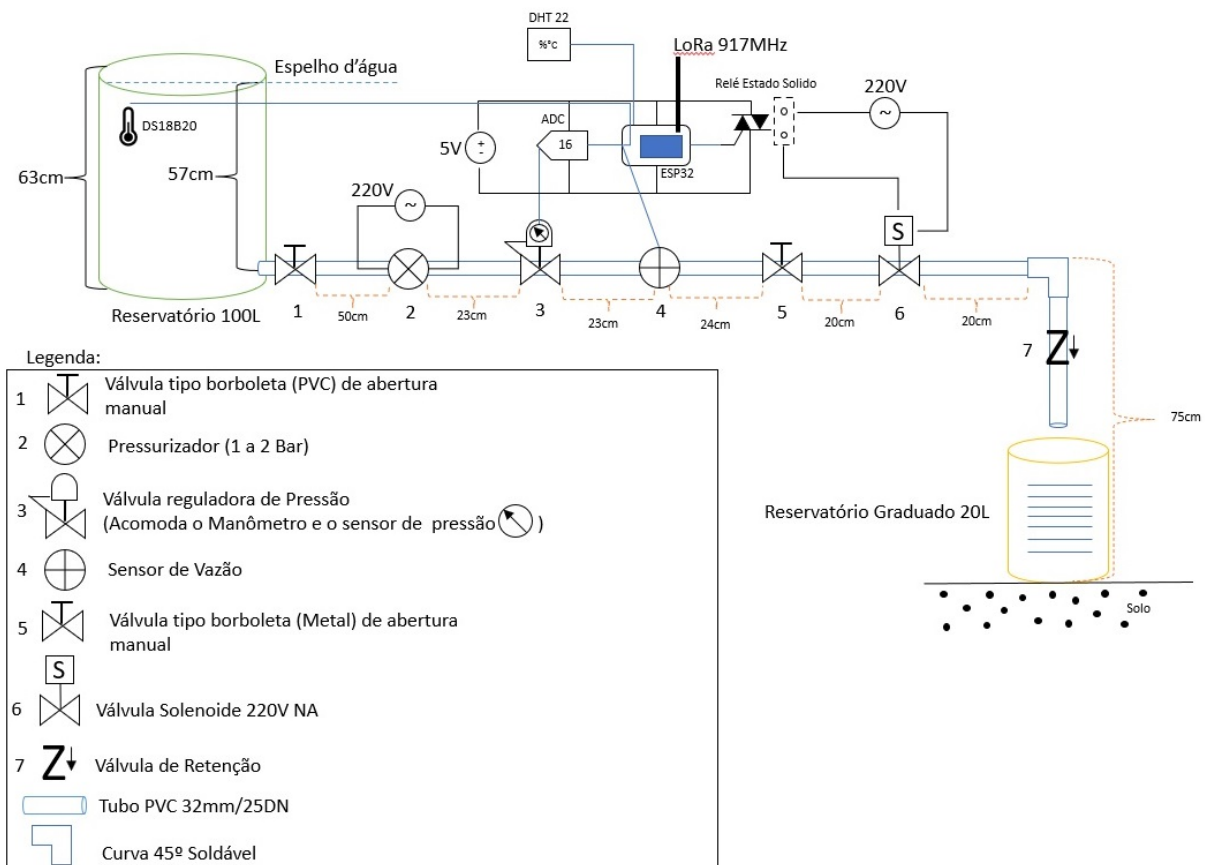 DHT 22
%°C
LoRa 917MHz
Espelho d'água
Relé Estado Solido
220V
~
DS18B20
ADC
16
5V
+
-
ESP32
63cm
57cm
220V
~
S
Reservatório 100L
1
50cm
2
23cm
3
23cm
4
24cm
5
20cm
6
20cm
7
Z
75cm
Reservatório Graduado 20L
Solo
Legenda:
1 Válvula tipo borboleta (PVC) de abertura
manual
2 Pressurizador (1 a 2 Bar)
3 Válvula reguladora de Pressão
(Acomoda o Manômetro e o sensor de pressão )
4 Sensor de Vazão
5 Válvula tipo borboleta (Metal) de abertura
manual
S
6 Válvula Solenoide 220V NA
7 Z Válvula de Retenção
Tubo PVC 32mm/25DN
Curva 45º Soldável